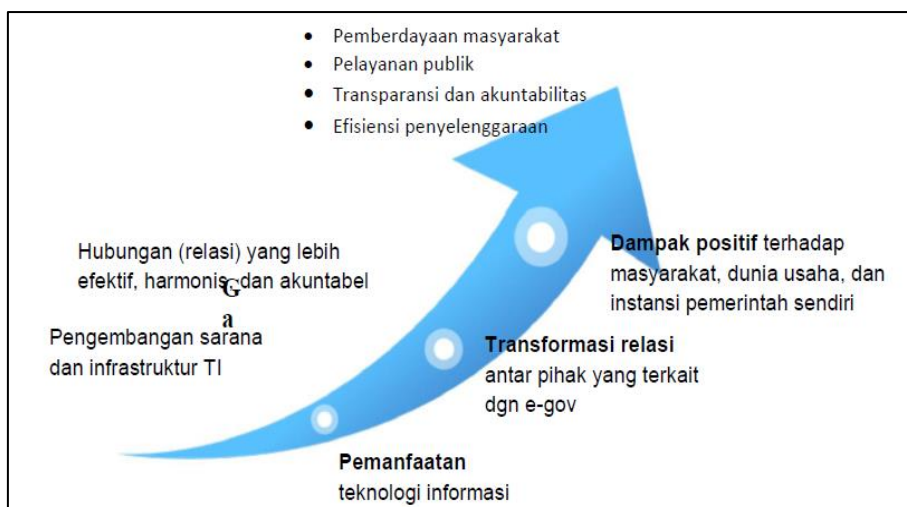 • Pemberdayaan masyarakat
• Pelayanan publik
• Transparansi dan akuntabilitas
• Efisiensi penyelenggaraan
Hubungan (relasi) yang lebih
efektif, harmonis, dan akuntabel
G
a
Pengembangan sarana
dan infrastruktur TI
Dampak positif terhadap
masyarakat, dunia usaha, dan
instansi pemerintah sendiri
Transformasi relasi
antar pihak yang terkait
dgn e-gov
Pemanfaatan
teknologi informasi